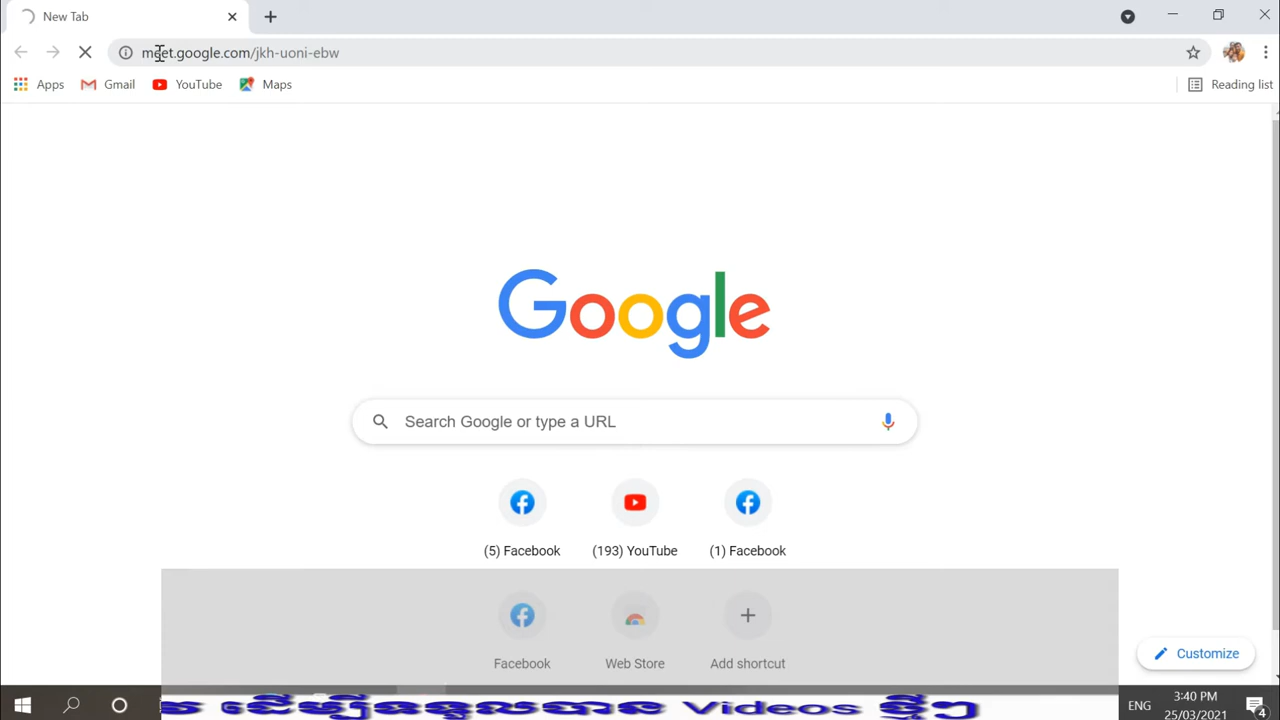 New Tab
meet.google.com/jkh-uoni-ebw
Apps Gmail YouTube Maps Reading list
Google
Search Google or type a URL
(5) Facebook (193) YouTube (1) Facebook
Facebook Web Store Add shortcut
Customize
Videos
ENG 3:40 PM
25/03/2021 4